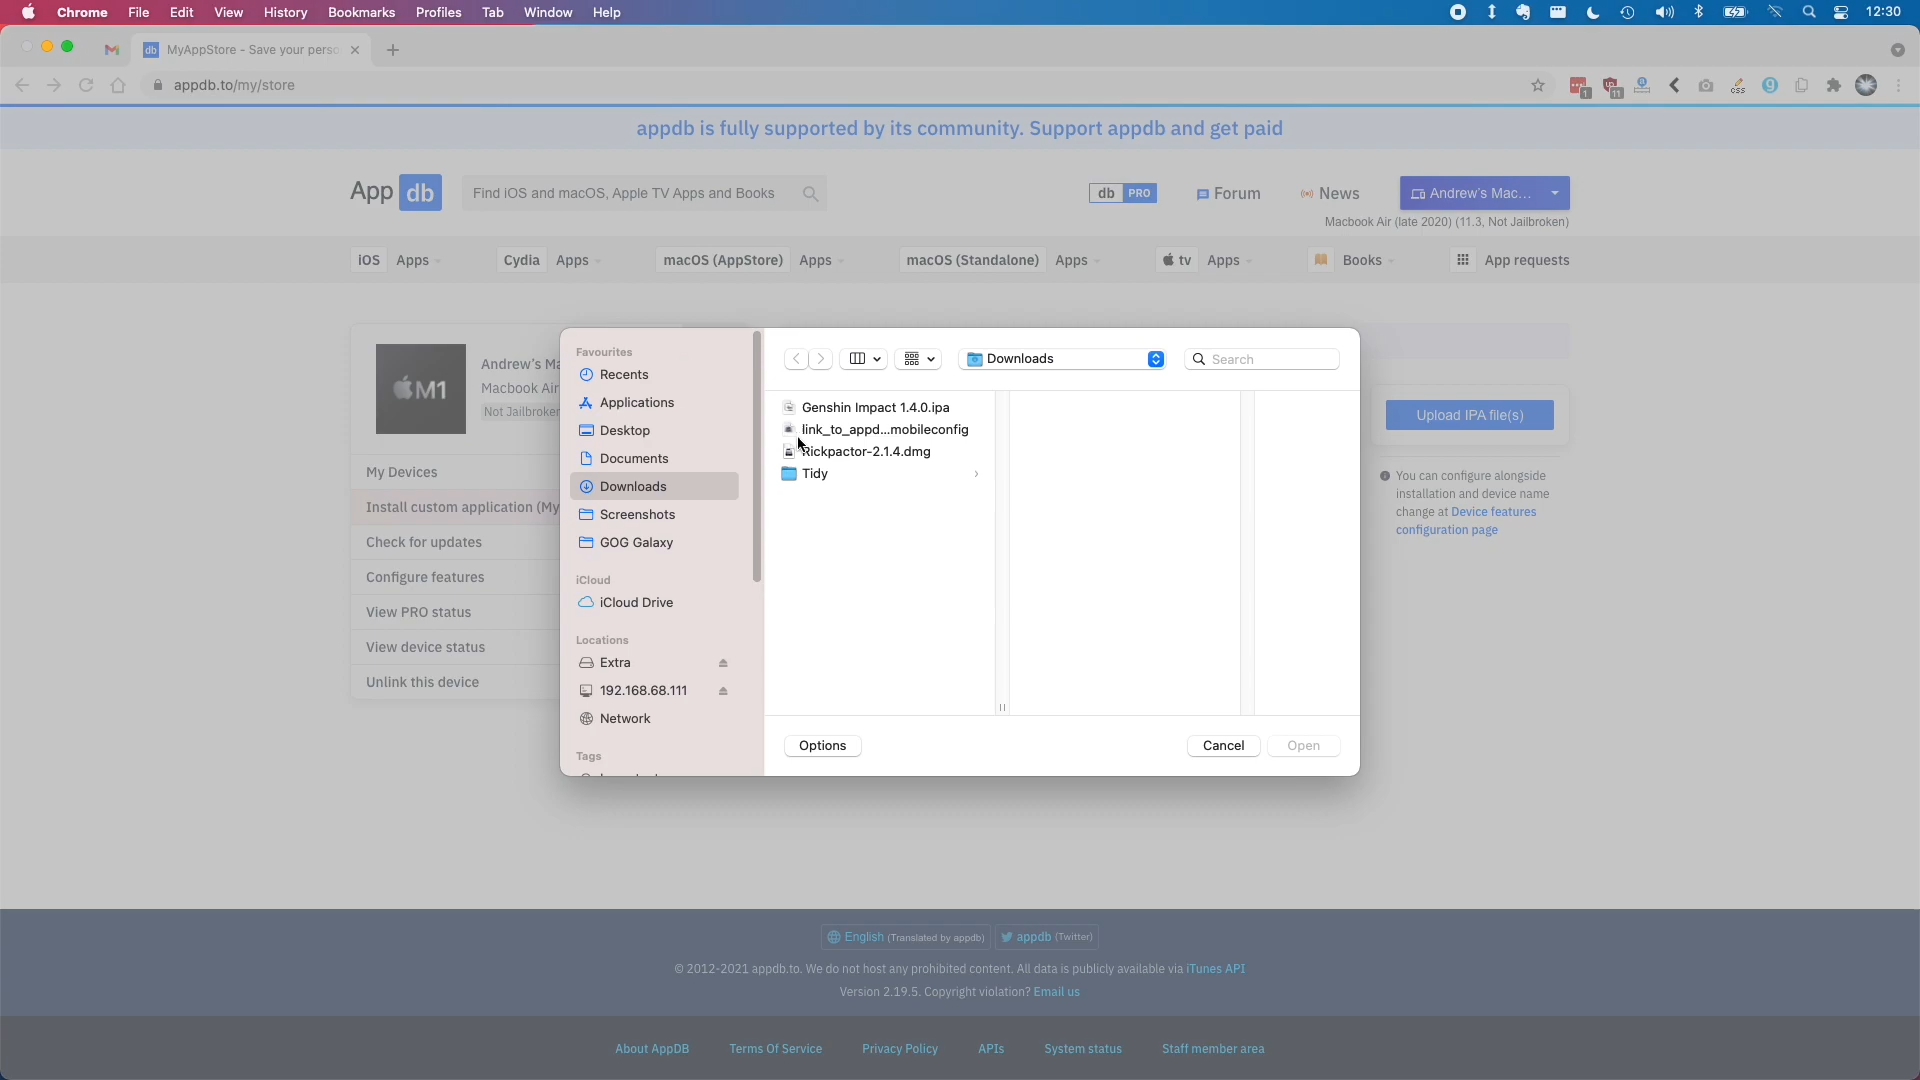 Chrome File Edit View History Bookmarks Profiles Tab Window Help 12:30
db MyAppStore - Save your perso
appdb.to/my/store 1 11
appdb is fully supported by its community. Support appdb and get paid
App db Find iOS and macOS, Apple TV Apps and Books db PRO Forum News Andrew's Mac...
Macbook Air (late 2020) (11.3, Not Jailbroken)
iOS Apps Cydia Apps macOS (AppStore) Apps macOS (Standalone) Apps tv Apps Books App requests
M1
Andrew's Ma
Macbook Air
Not Jailbroken
My Devices
Install custom application (My
Check for updates
Configure features
View PRO status
View device status
Unlink this device
Favourites
Recents
Applications
Desktop
Documents
Downloads
Screenshots
GOG Galaxy
iCloud
iCloud Drive
Locations
Extra
192.168.68.111
Network
Tags
Downloads Search
Genshin Impact 1.4.0.ipa
link_to_appd...mobileconfig
Rickpactor-2.1.4.dmg
Tidy
Options Cancel Open
Upload IPA file(s)
You can configure alongside
installation and device name
change at Device features
configuration page
English (Translated by appdb) appdb (Twitter)
© 2012-2021 appdb.to. We do not host any prohibited content. All data is publicly available via iTunes API
Version 2.19.5. Copyright violation? Email us
About AppDB Terms Of Service Privacy Policy APIs System status Staff member area